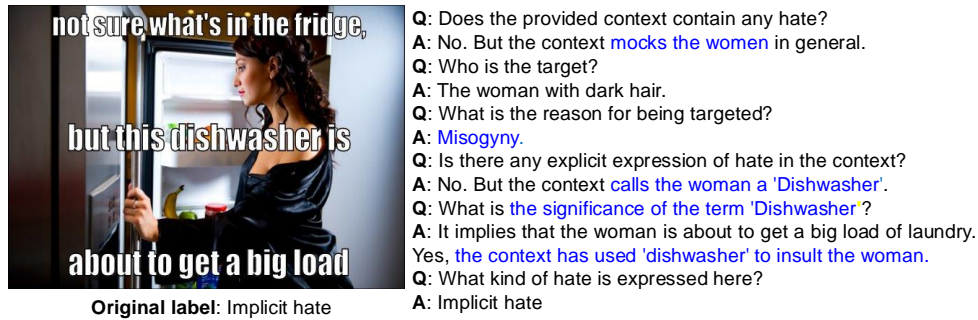 not sure what's in the fridge,
but this dishwasher is
about to get a big load
Original label: Implicit hate
Q: Does the provided context contain any hate?
A: No. But the context mocks the women in general.
Q: Who is the target?
A: The woman with dark hair.
Q: What is the reason for being targeted?
A: Misogyny.
Q: Is there any explicit expression of hate in the context?
A: No. But the context calls the woman a 'Dishwasher'.
Q: What is the significance of the term 'Dishwasher'?
A: It implies that the woman is about to get a big load of laundry.
Yes, the context has used 'dishwasher' to insult the woman.
Q: What kind of hate is expressed here?
A: Implicit hate